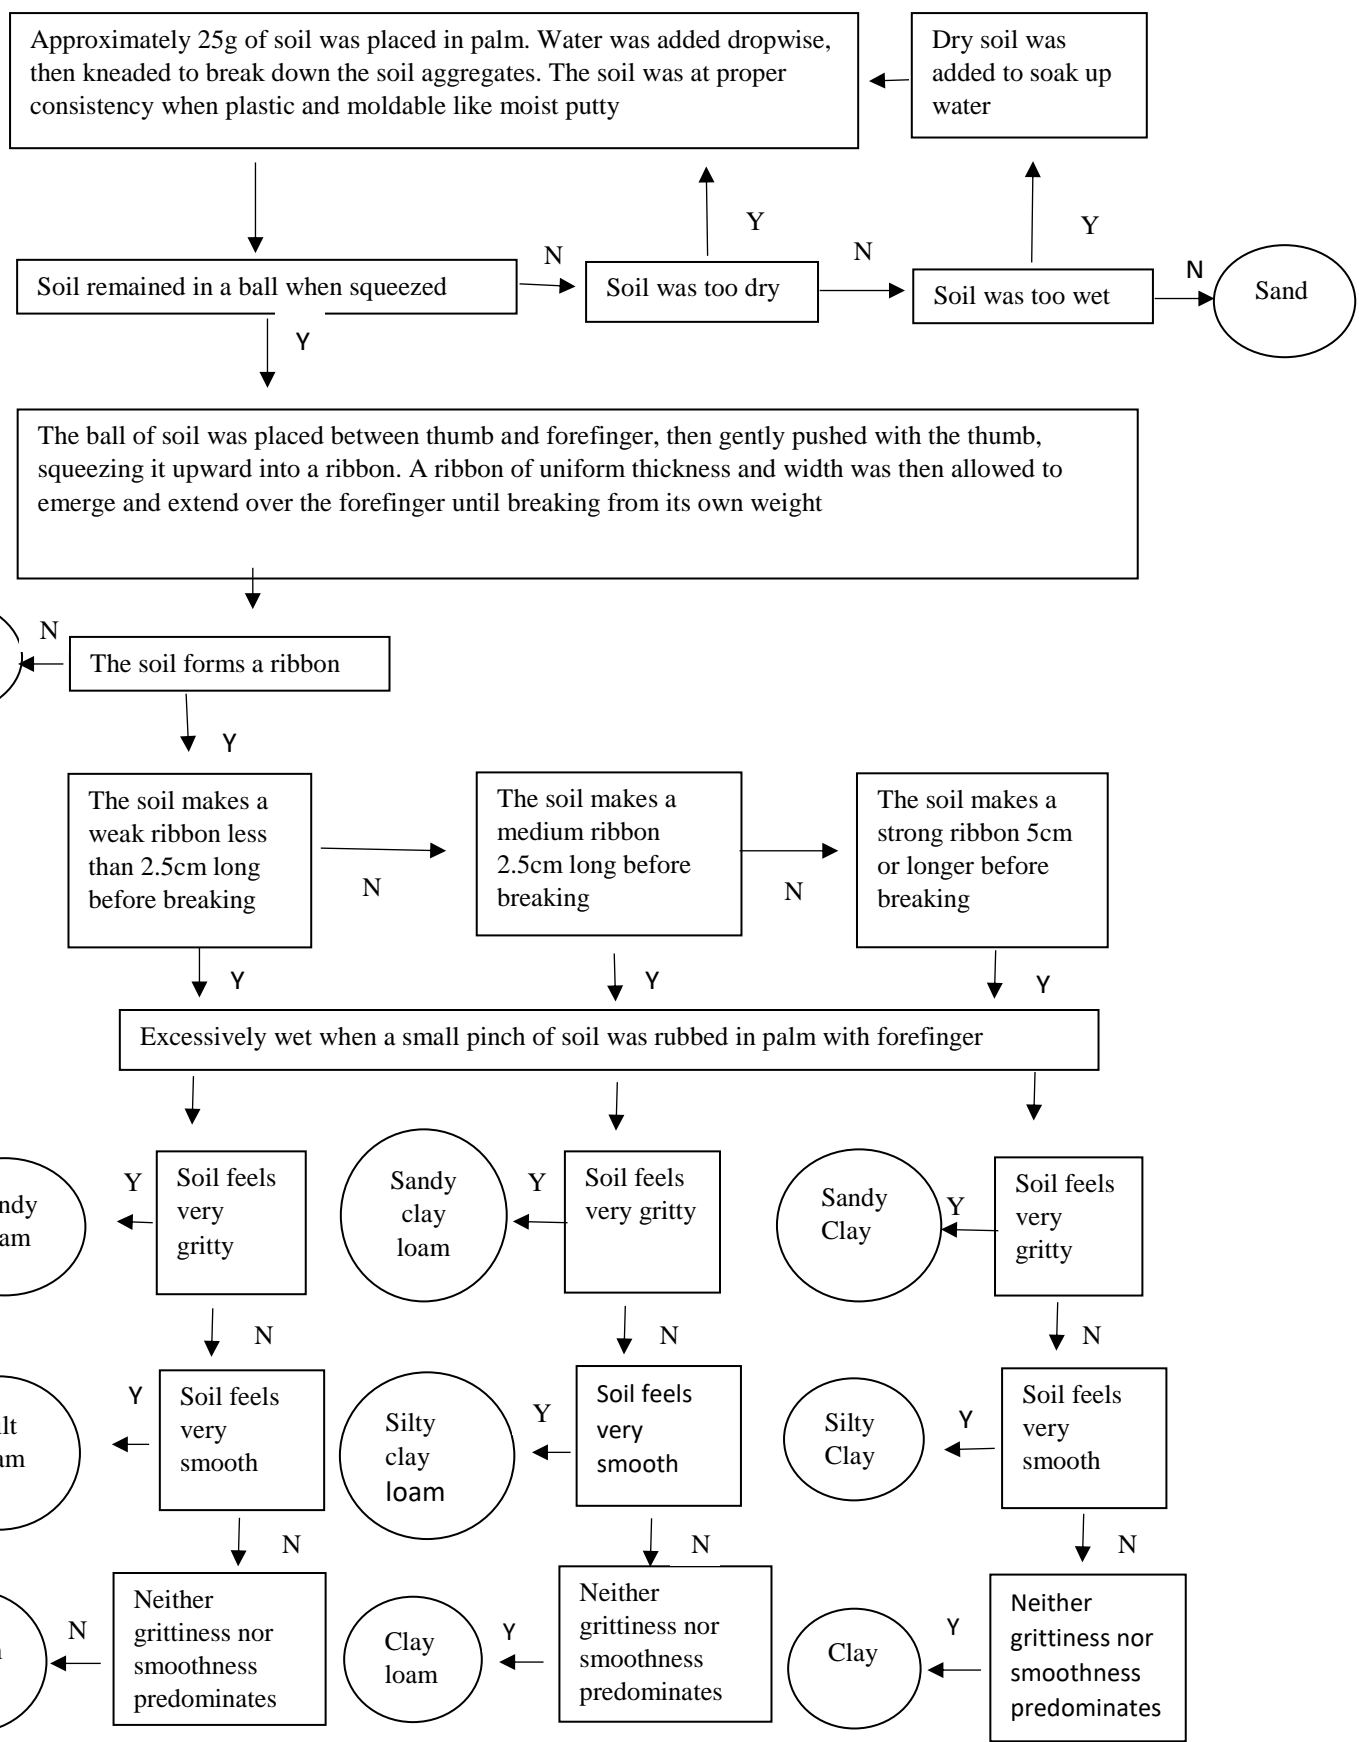 Approximately 25g of soil was placed in palm. Water was added dropwise,
then kneaded to break down the soil aggregates. The soil was at proper
consistency when plastic and moldable like moist putty
Dry soil was
added to soak up
water
Y
Y
N
N
N
Soil remained in a ball when squeezed
Soil was too dry
Soil was too wet
Sand
Y
The ball of soil was placed between thumb and forefinger, then gently pushed with the thumb,
squeezing it upward into a ribbon. A ribbon of uniform thickness and width was then allowed to
emerge and extend over the forefinger until breaking from its own weight
N
The soil forms a ribbon
Y
The soil makes a
weak ribbon less
than 2.5cm long
before breaking
N
The soil makes a
medium ribbon
2.5cm long before
breaking
N
The soil makes a
strong ribbon 5cm
or longer before
breaking
Y
Y
Y
Excessively wet when a small pinch of soil was rubbed in palm with forefinger
ndy
am
Y
Soil feels
very
gritty
Sandy
clay
loam
Y
Soil feels
very gritty
Sandy
Clay
Y
Soil feels
very
gritty
N
N
N
lt
am
Y
Soil feels
very
smooth
Silty
clay
loam
Y
Soil feels
very
smooth
Silty
Clay
Y
Soil feels
very
smooth
N
N
N
N
Neither
grittiness nor
smoothness
predominates
Clay
loam
Y
Neither
grittiness nor
smoothness
predominates
Clay
Y
Neither
grittiness nor
smoothness
predominates